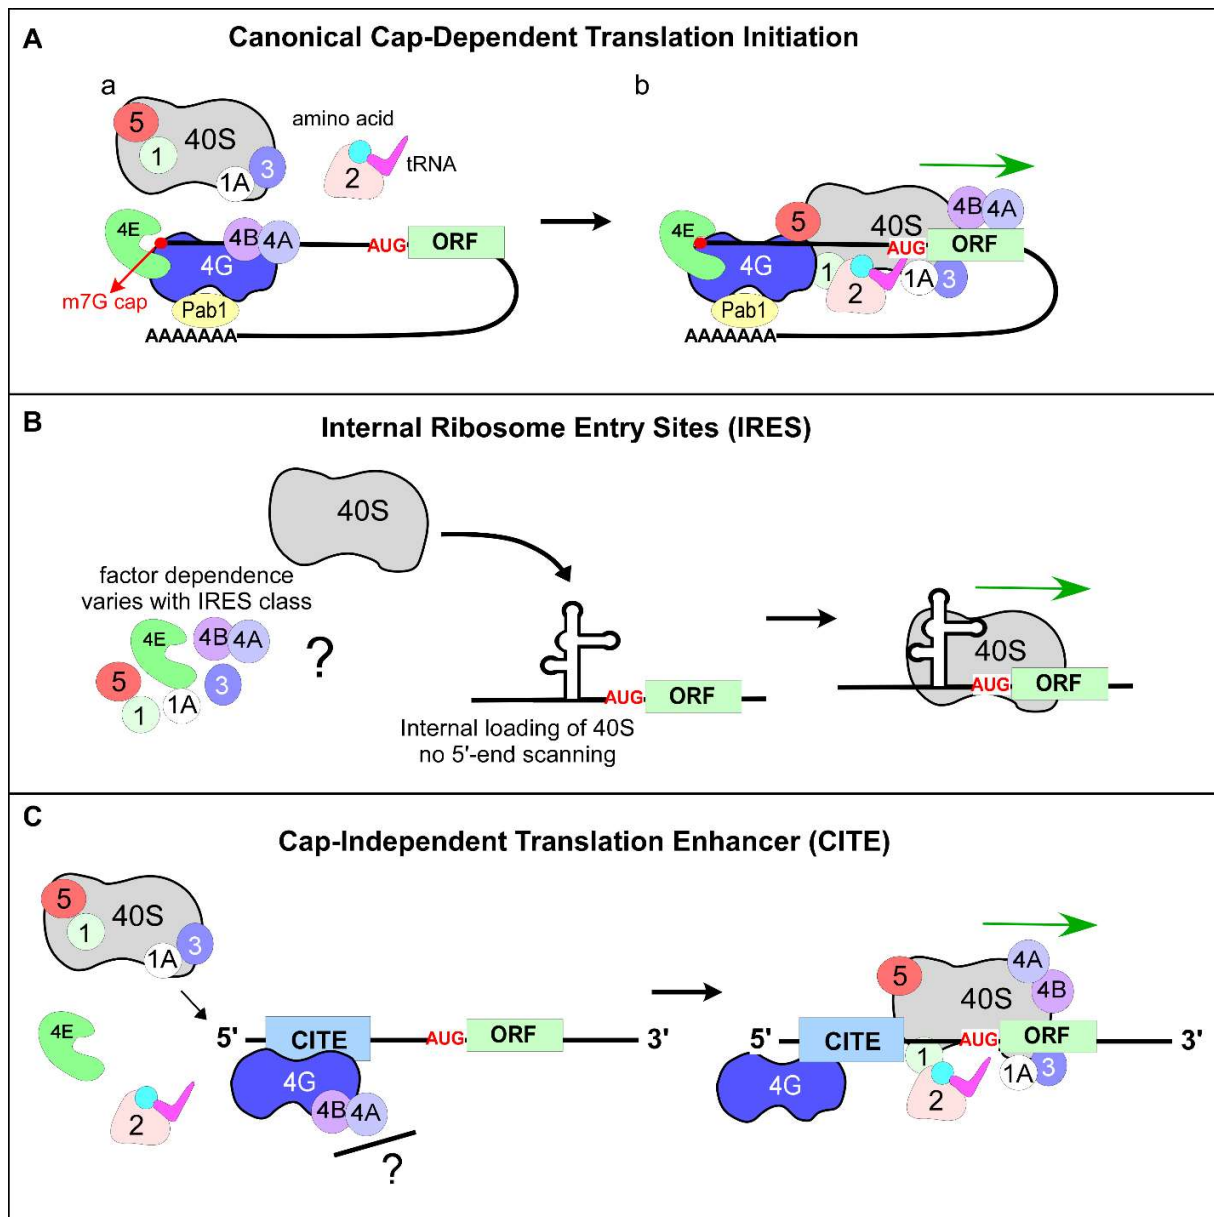 A
Canonical Cap-Dependent Translation Initiation
a
b
5
40S
1
1A
3
amino acid
2
tRNA
4E
4B
4A
4G
AUG
ORF
m7G cap
Pab1
AAAAAAA
4E
5
40S
4B
4A
AUG
ORF
4G
1
2
1A
3
Pab1
AAAAAAA
B
Internal Ribosome Entry Sites (IRES)
40S
factor dependence
varies with IRES class
4E
4B
4A
5
3
1
1A
?
AUG
ORF
Internal loading of 40S
no 5'-end scanning
40S
AUG
ORF
C
Cap-Independent Translation Enhancer (CITE)
5
40S
1
1A
3
4E
2
5'
CITE
AUG
ORF
3'
4G
4B
4A
?
5
40S
4A
4B
5'
CITE
AUG
ORF
3'
4G
1
2
1A
3